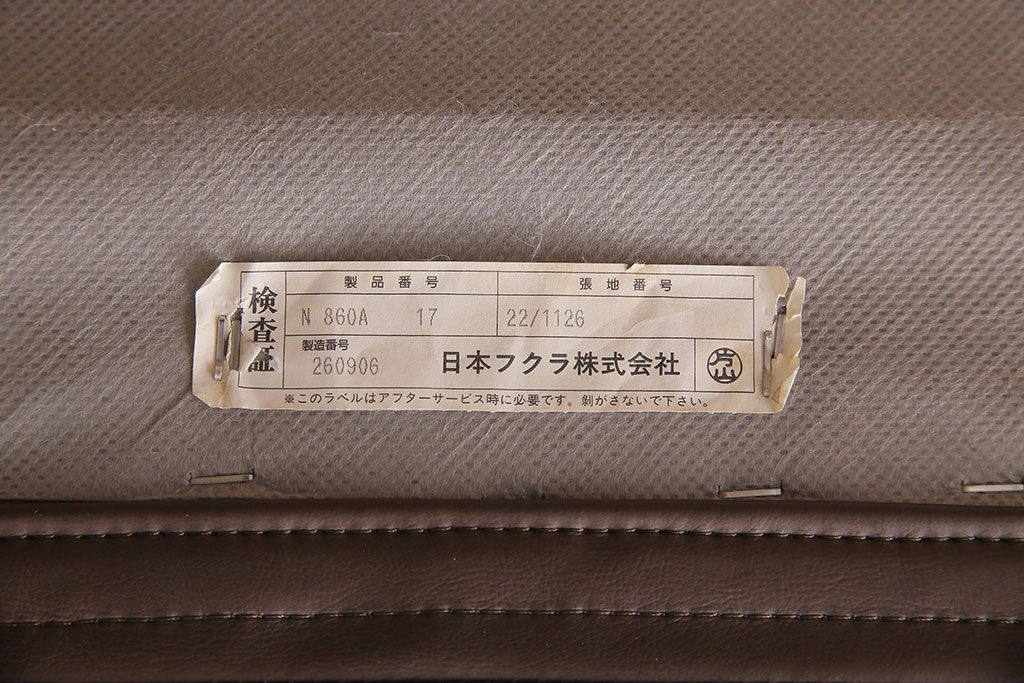 検査証
製品番号 張地番号
N 860A 17 22/1126
製造番号
260906
日本フクラ株式会社
片山
※このラベルはアフターサービス時に必要です。剝がさないで下さい。